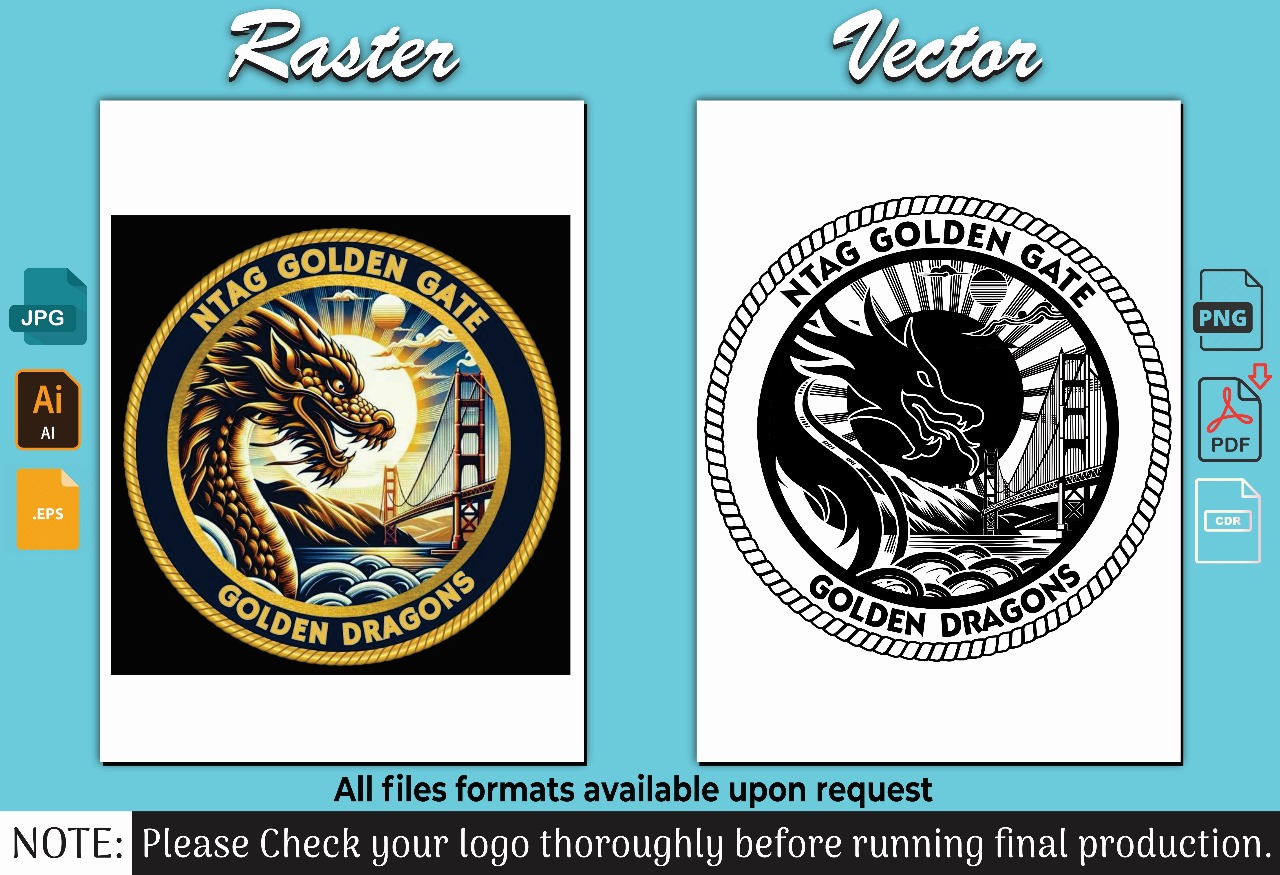 Raster
Vector
NTAG GOLDEN GATE
GOLDEN DRAGONS
NTAG GOLDEN GATE
GOLDEN DRAGONS
JPG
Ai
AI
.EPS
PNG
PDF
CDR
All files formats available upon request
NOTE: Please Check your logo thoroughly before running final production.